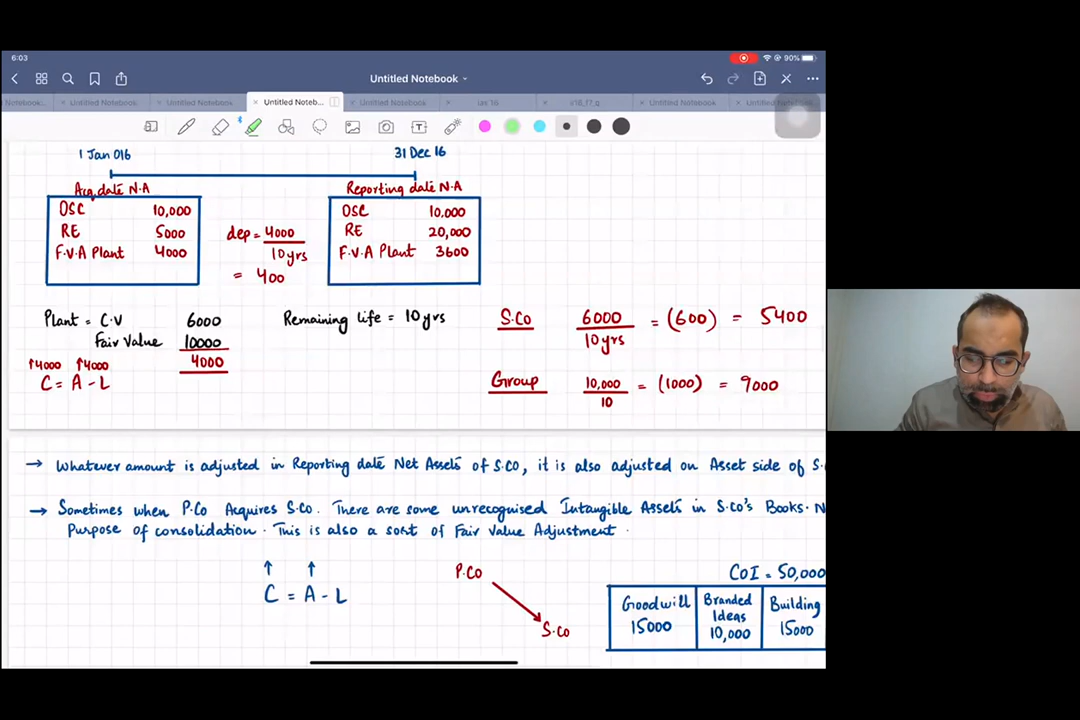 6:03
90%
Untitled Notebook
Notebook...
Untitled Notebook
Untitled Notebook
Untitled Noteb...
Untitled Notebook
ias 16
Untitled Notebook
1 Jan 016
31 Dec 16
Acq. date N.A
Reporting date N.A
OSC 10,000
RE 5000
F.V.A Plant 4000
dep = 4000
10 yrs
= 400
OSC 10.000
RE 20,000
F.V.A Plant 3600
Plant = C.V 6000
Fair Value 10000
4000
Remaining life = 10 yrs
↑4000 ↑4000
C = A - L
S.Co 6000 = (600) = 5400
10 yrs
Group 10,000 = (1000) = 9000
10
→ Whatever amount is adjusted in Reporting date Net Assets of S.CO, it is also adjusted on Asset side of S.
→ Sometimes when P.Co Acquires S.Co. There are some unrecognised Intangible Assets in S.Co's Books. N
Purpose of consolidation. This is also a sort of Fair Value Adjustment.
↑ ↑
C = A - L
P.Co
S.Co
COI = 50,000
Goodwill 15000
Branded Ideas 10,000
Building 15000